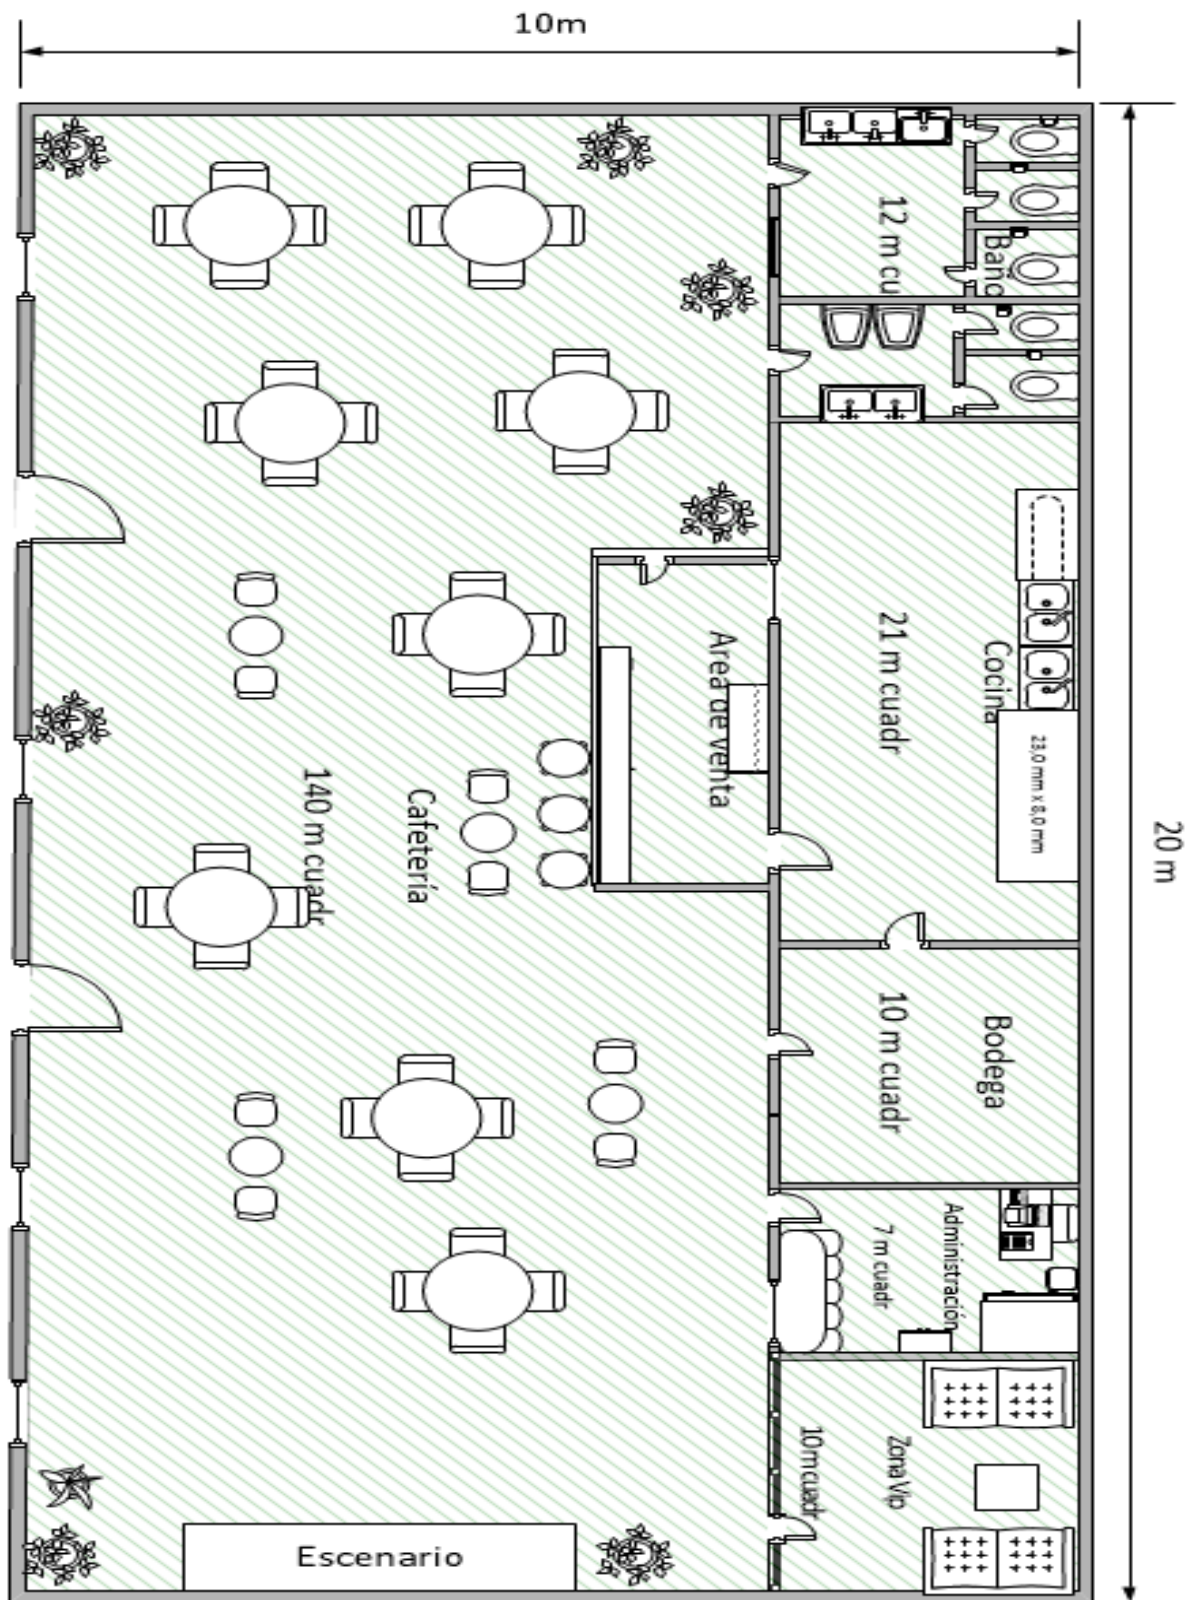 10m
20 m
12 m cu
Baño
21 m cuadr
Cocina
23,0 mm x 8,0 mm
Area de venta
Cafetería
140 m cuadr
Bodega
10 m cuadr
Administración
7 m cuadr
Zona Vip
10m cuadr
Escenario